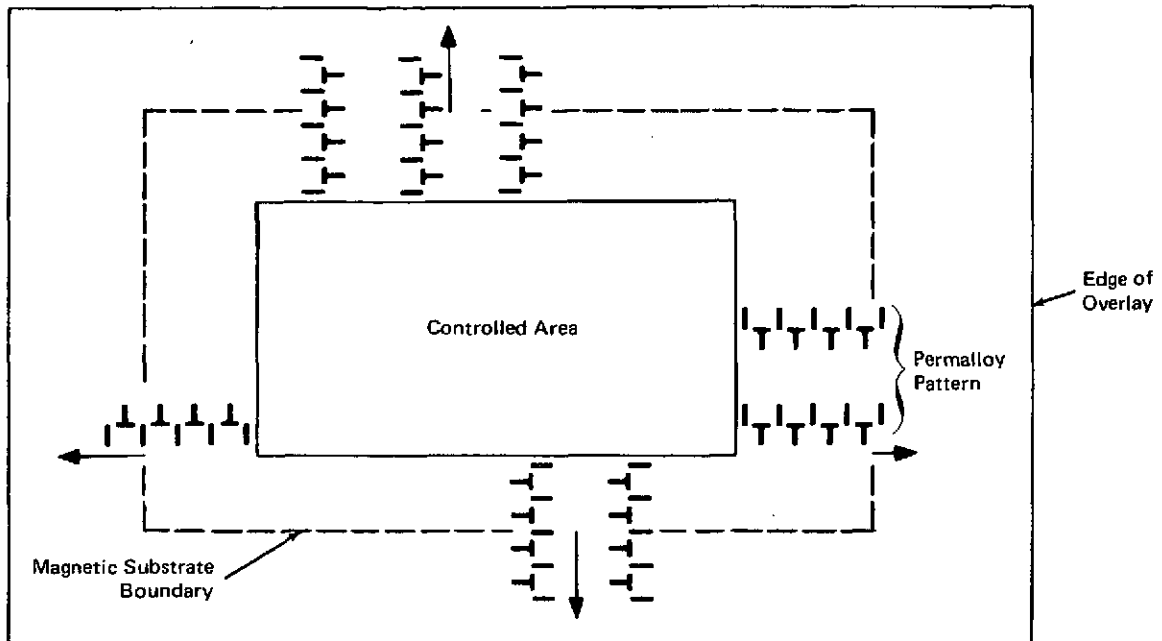 Controlled Area
Edge of
Overlay
Permalloy
Pattern
Magnetic Substrate
Boundary